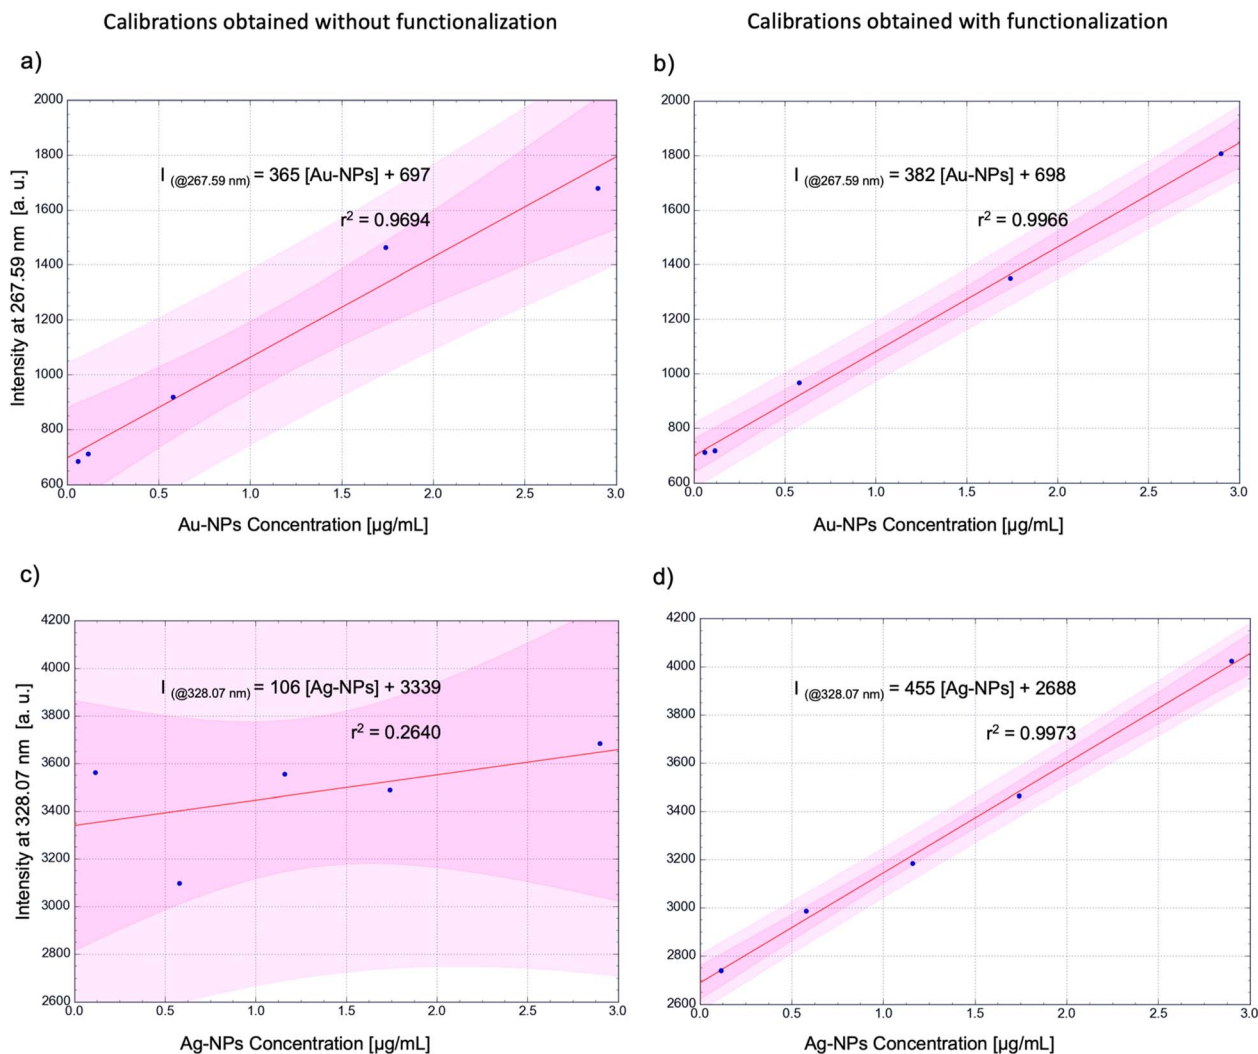 Calibrations obtained without functionalization
Calibrations obtained with functionalization
a)
2000
1800
1600
1400
1200
1000
800
600
Intensity at 267.59 nm [a. u.]
I (@267.59 nm) = 365 [Au-NPs] + 697
r² = 0.9694
0.0 0.5 1.0 1.5 2.0 2.5 3.0
Au-NPs Concentration [µg/mL]
b)
2000
1800
1600
1400
1200
1000
800
600
I (@267.59 nm) = 382 [Au-NPs] + 698
r² = 0.9966
0.0 0.5 1.0 1.5 2.0 2.5 3.0
Au-NPs Concentration [µg/mL]
c)
4200
4000
3800
3600
3400
3200
3000
2800
2600
Intensity at 328.07 nm [a. u.]
I (@328.07 nm) = 106 [Ag-NPs] + 3339
r² = 0.2640
0.0 0.5 1.0 1.5 2.0 2.5 3.0
Ag-NPs Concentration [µg/mL]
d)
4200
4000
3800
3600
3400
3200
3000
2800
2600
I (@328.07 nm) = 455 [Ag-NPs] + 2688
r² = 0.9973
0.0 0.5 1.0 1.5 2.0 2.5 3.0
Ag-NPs Concentration [µg/mL]